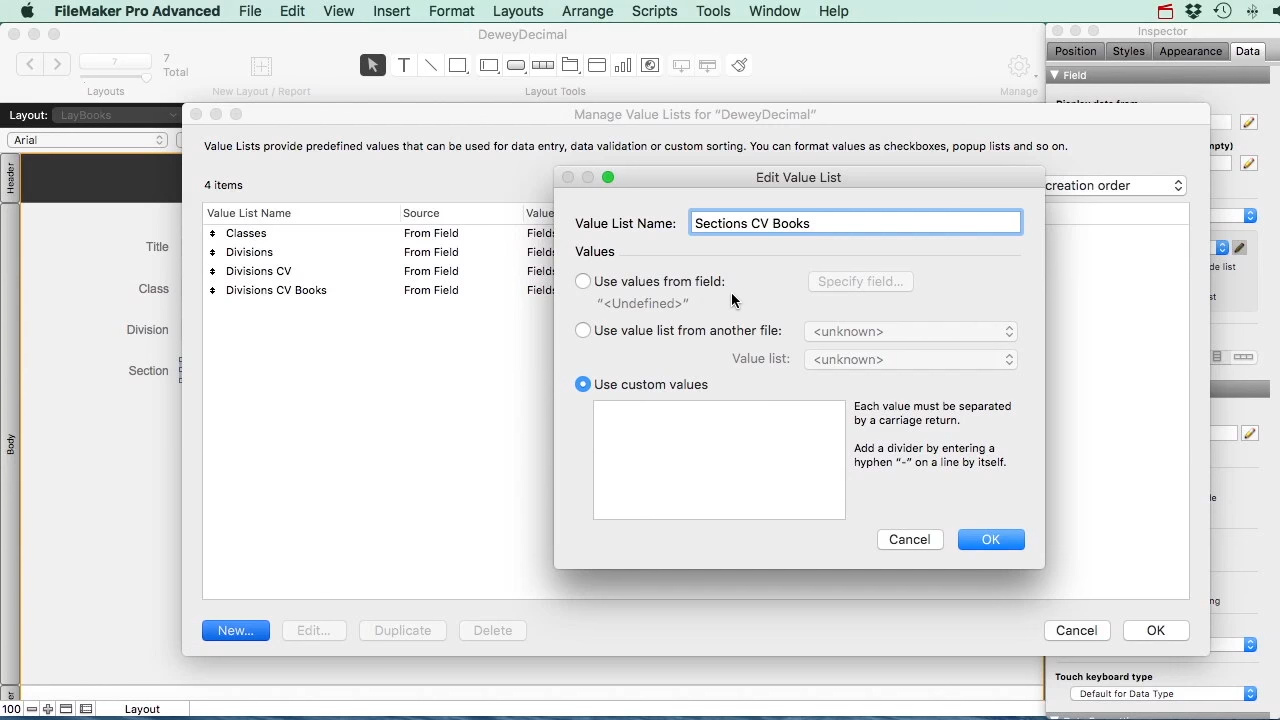 FileMaker Pro Advanced File Edit View Insert Format Layouts Arrange Scripts Tools Window Help
DeweyDecimal
Inspector
7
7
Total
Layouts
New Layout / Report
Layout Tools
Manage
Position Styles Appearance Data
Field
Layout: LayBooks
Arial
Manage Value Lists for "DeweyDecimal"
Value Lists provide predefined values that can be used for data entry, data validation or custom sorting. You can format values as checkboxes, popup lists and so on.
4 items
creation order
Value List Name Source
Classes From Field
Divisions From Field
Divisions CV From Field
Divisions CV Books From Field
Edit Value List
Value List Name: Sections CV Books
Values
Use values from field: Specify field...
"<Undefined>"
Use value list from another file: <unknown>
Value list: <unknown>
Use custom values
Each value must be separated
by a carriage return.
Add a divider by entering a
hyphen "-" on a line by itself.
Cancel OK
New... Edit... Duplicate Delete
Cancel OK
Header
Title
Class
Division
Section
Body
100 Layout
Touch keyboard type
Default for Data Type